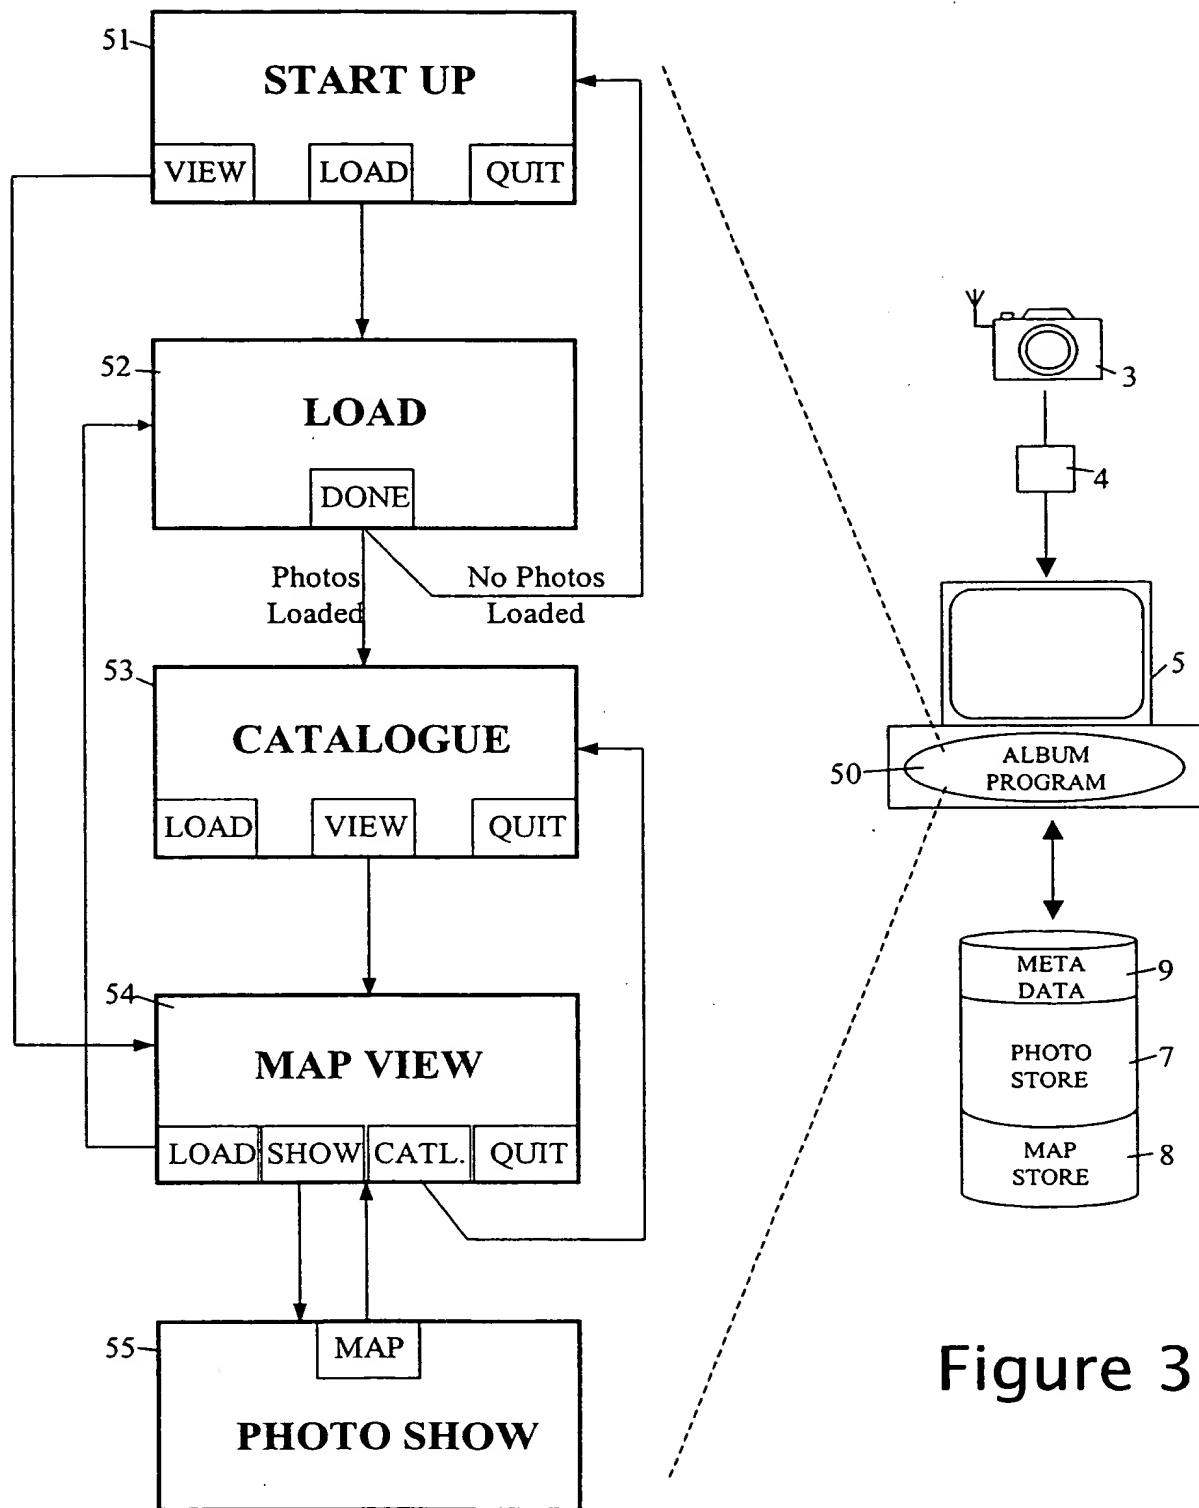 51
START UP
VIEW
LOAD
QUIT
52
LOAD
DONE
Photos
Loaded
No Photos
Loaded
53
CATALOGUE
LOAD
VIEW
QUIT
54
MAP VIEW
LOAD
SHOW
CATL.
QUIT
55
MAP
PHOTO SHOW
3
4
5
50
ALBUM
PROGRAM
META
DATA
9
PHOTO
STORE
7
MAP
STORE
8
Figure 3